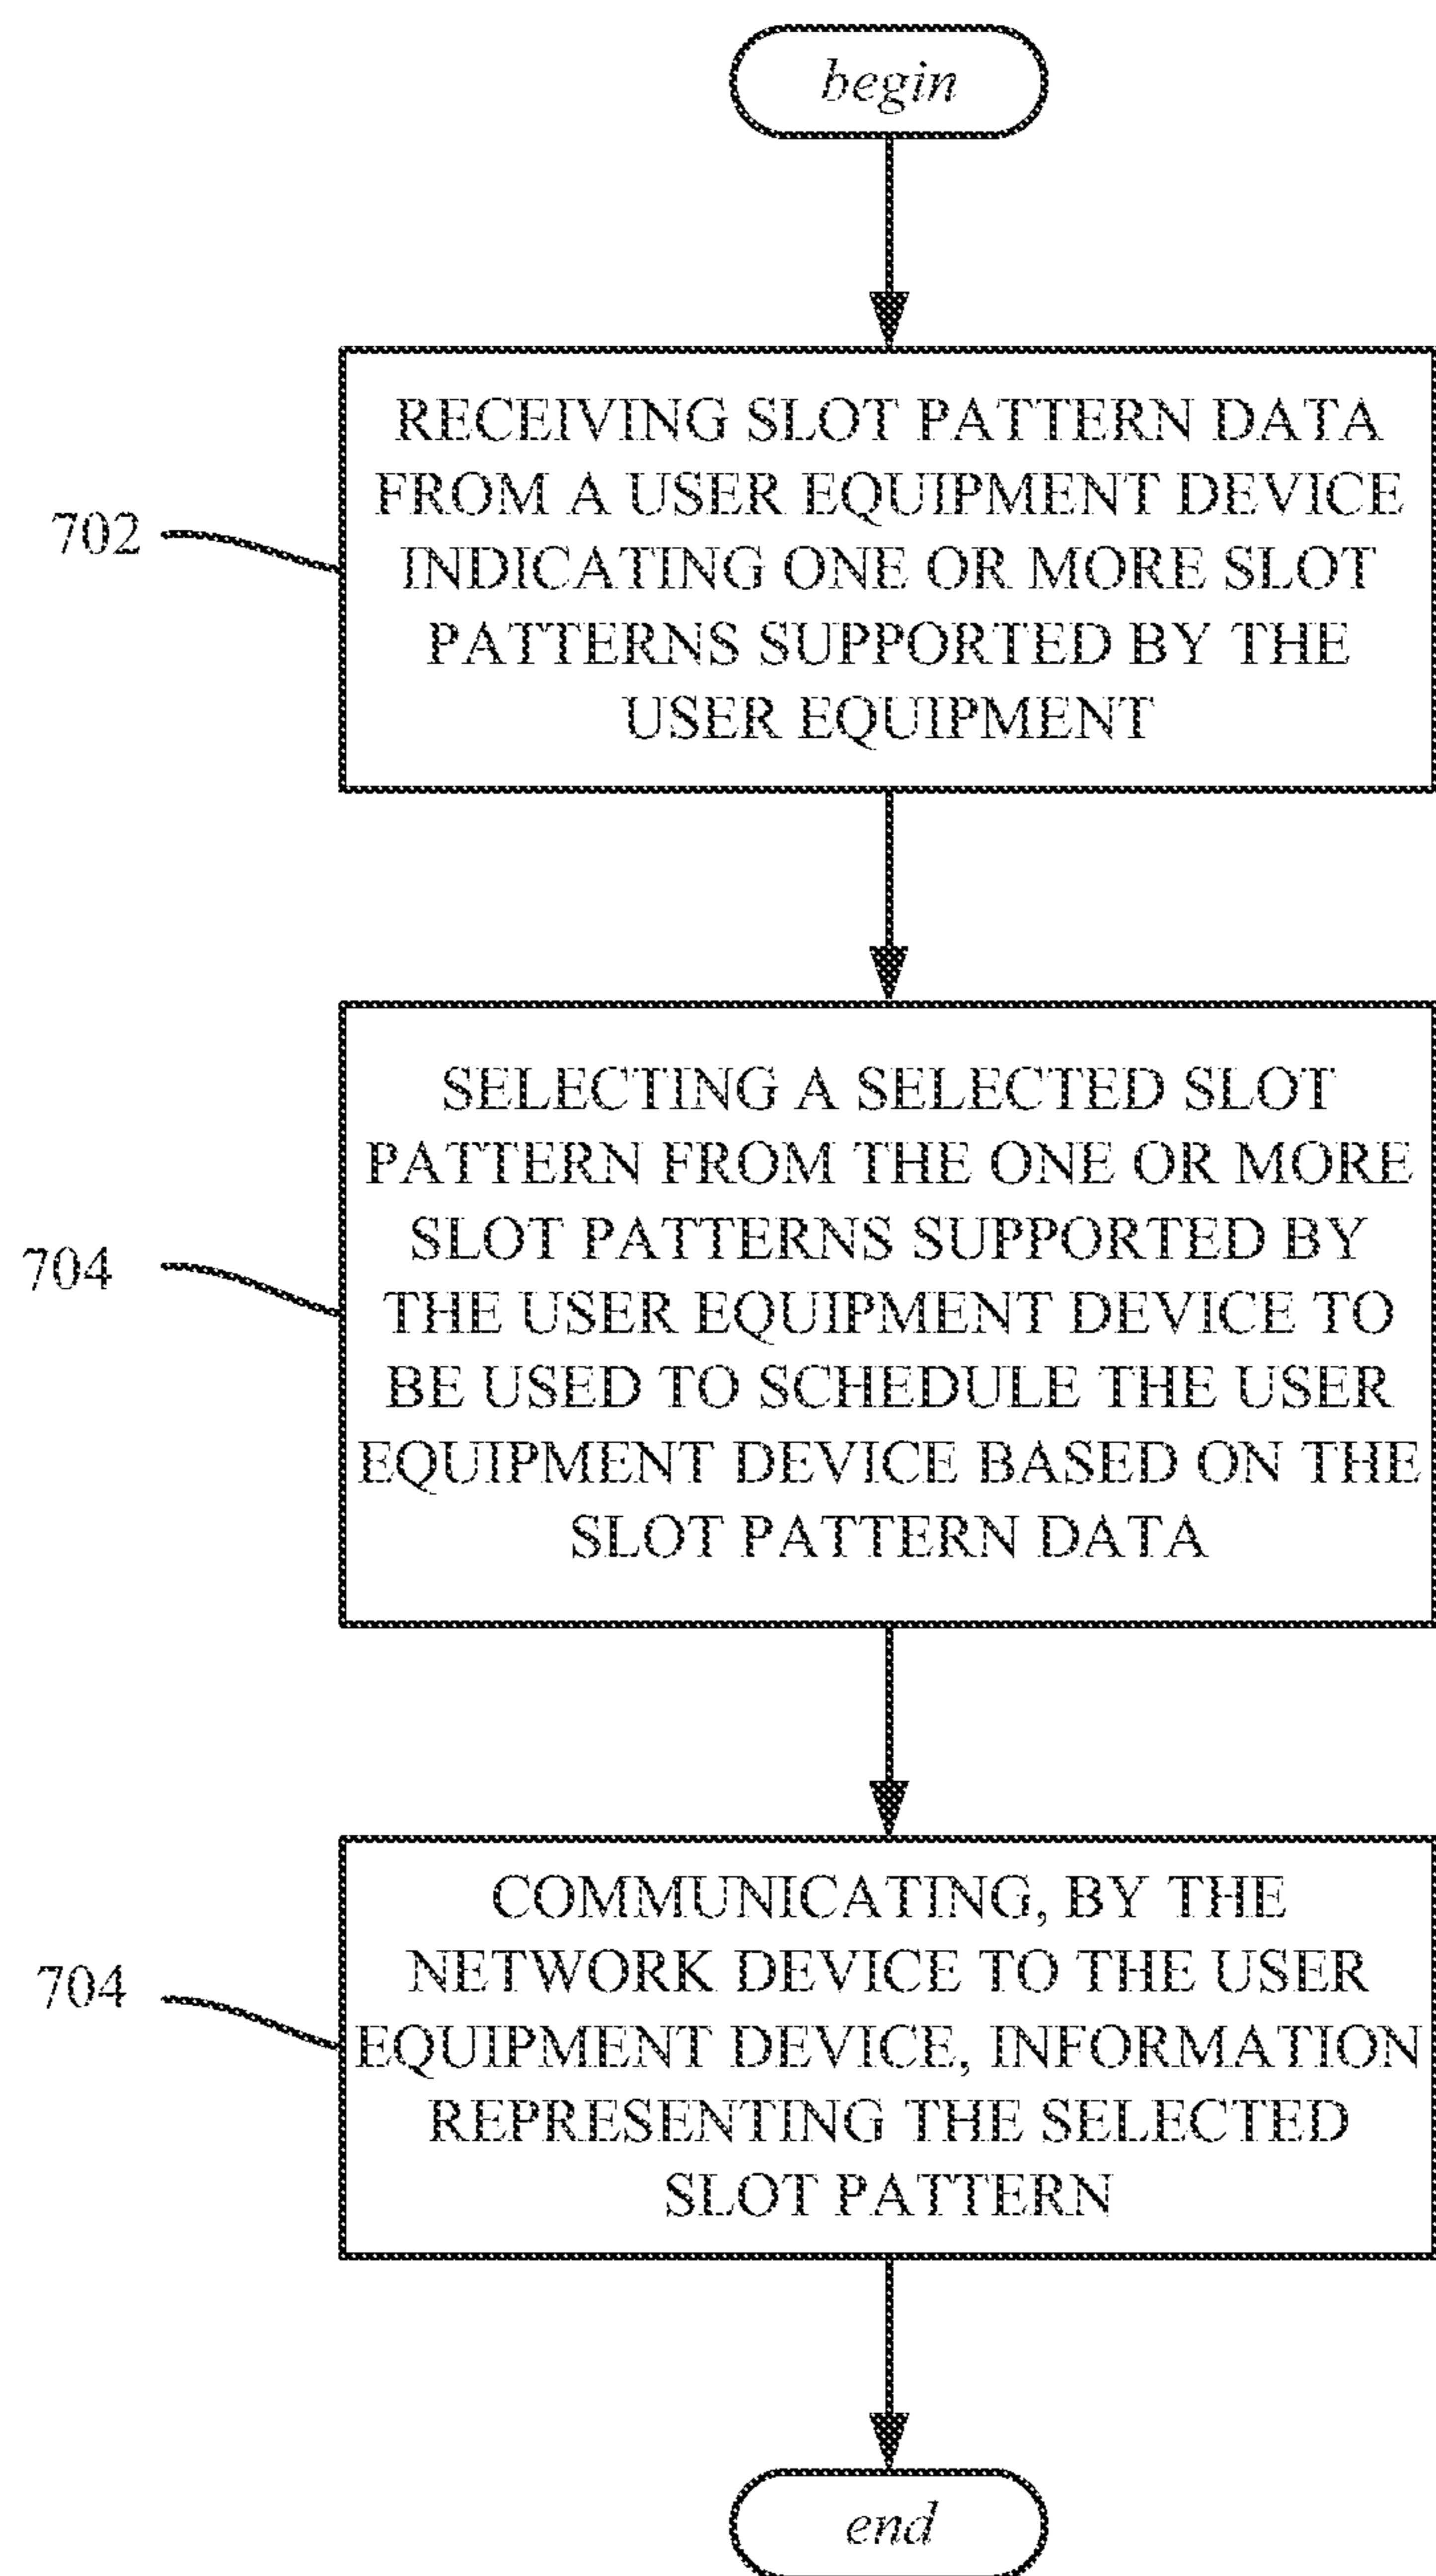 begin
RECEIVING SLOT PATTERN DATA
FROM A USER EQUIPMENT DEVICE
INDICATING ONE OR MORE SLOT
PATTERNS SUPPORTED BY THE
USER EQUIPMENT
702
SELECTING A SELECTED SLOT
PATTERN FROM THE ONE OR MORE
SLOT PATTERNS SUPPORTED BY
THE USER EQUIPMENT DEVICE TO
BE USED TO SCHEDULE THE USER
EQUIPMENT DEVICE BASED ON THE
SLOT PATTERN DATA
704
COMMUNICATING, BY THE
NETWORK DEVICE TO THE USER
EQUIPMENT DEVICE, INFORMATION
REPRESENTING THE SELECTED
SLOT PATTERN
704
end